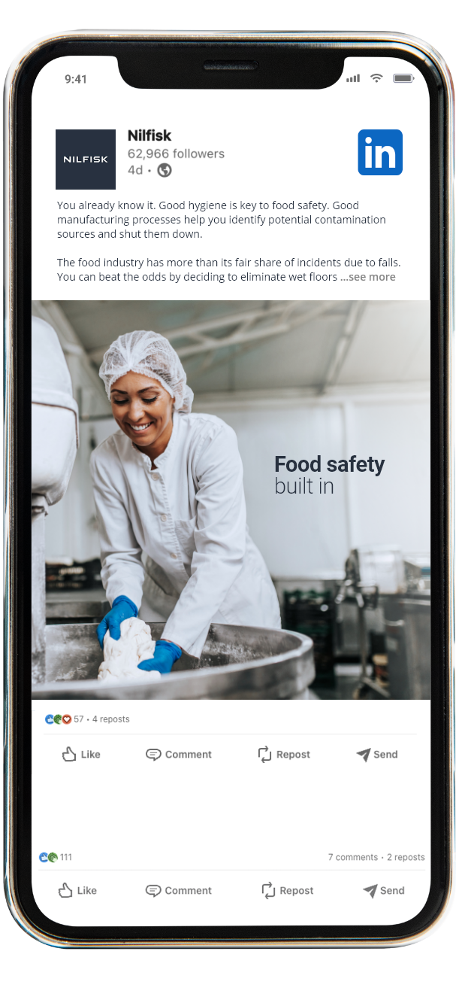 9:41
NILFISK
Nilfisk
62,966 followers
4d •
in
You already know it. Good hygiene is key to food safety. Good
manufacturing processes help you identify potential contamination
sources and shut them down.
The food industry has more than its fair share of incidents due to falls.
You can beat the odds by deciding to eliminate wet floors ...see more
Food safety
built in
57 • 4 reposts
Like Comment Repost Send
111 7 comments • 2 reposts
Like Comment Repost Send